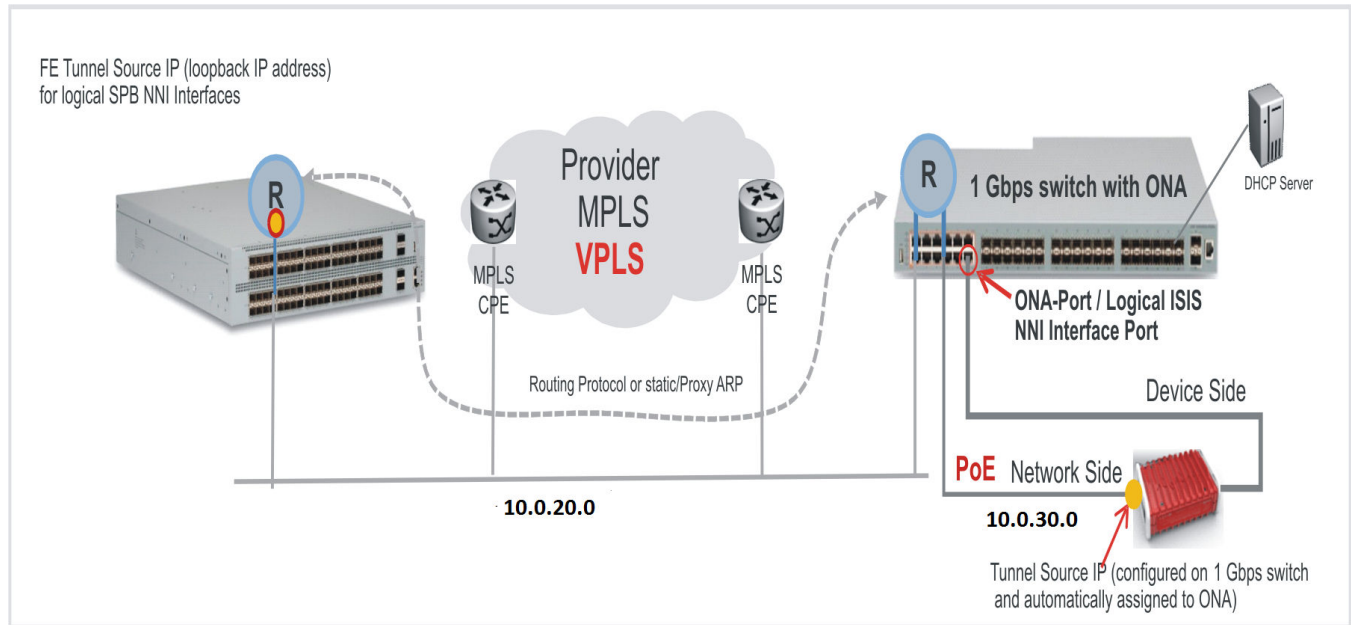 FE Tunnel Source IP (loopback IP address)
for logical SPB NNI Interfaces
R
Provider
MPLS
VPLS
MPLS
CPE
MPLS
CPE
R
1 Gbps switch with ONA
DHCP Server
ONA-Port / Logical ISIS
NNI Interface Port
Routing Protocol or static/Proxy ARP
Device Side
PoE Network Side
10.0.20.0
10.0.30.0
Tunnel Source IP (configured on 1 Gbps switch
and automatically assigned to ONA)